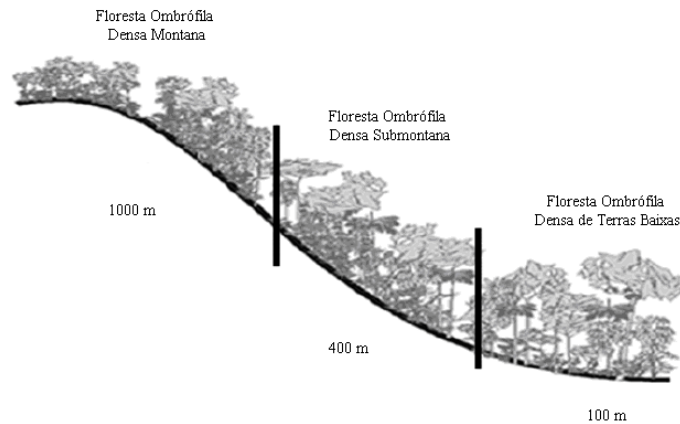 Floresta Ombrófila
Densa Montana
Floresta Ombrófila
Densa Submontana
Floresta Ombrófila
Densa de Terras Baixas
1000 m
400 m
100 m